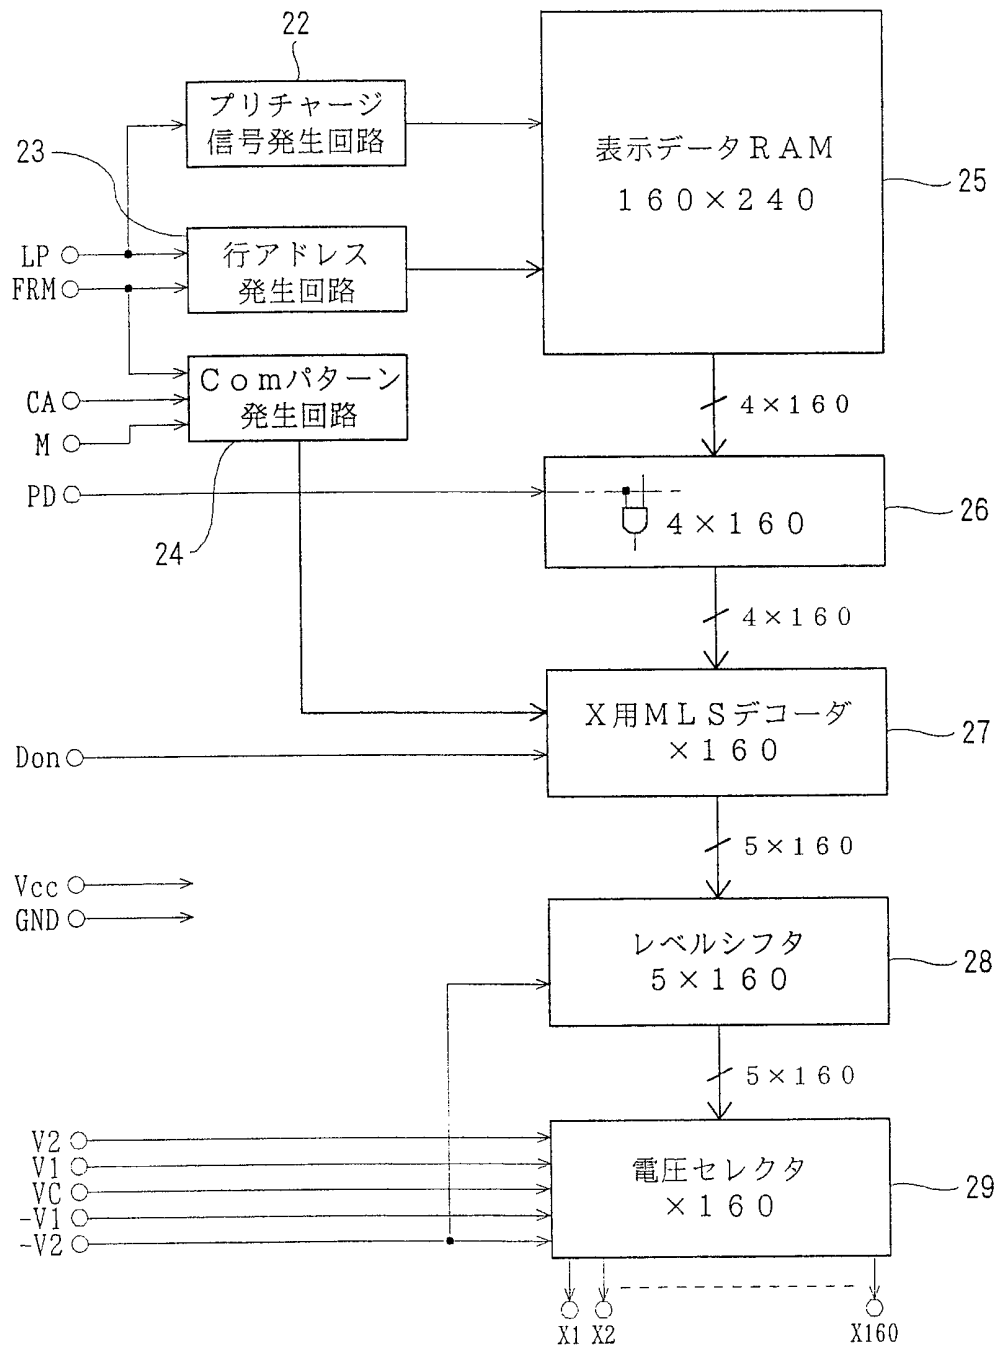 22
プリチャージ
信号発生回路
表示データRAM
160×240
25
23
LP
行アドレス
発生回路
FRM
Comパターン
発生回路
CA
M
24
4×160
PD
4×160
26
4×160
X用MLSデコーダ
×160
27
Don
5×160
Vcc
GND
レベルシフタ
5×160
28
5×160
V2
V1
VC
-V1
-V2
電圧セレクタ
×160
29
X1 X2 X160